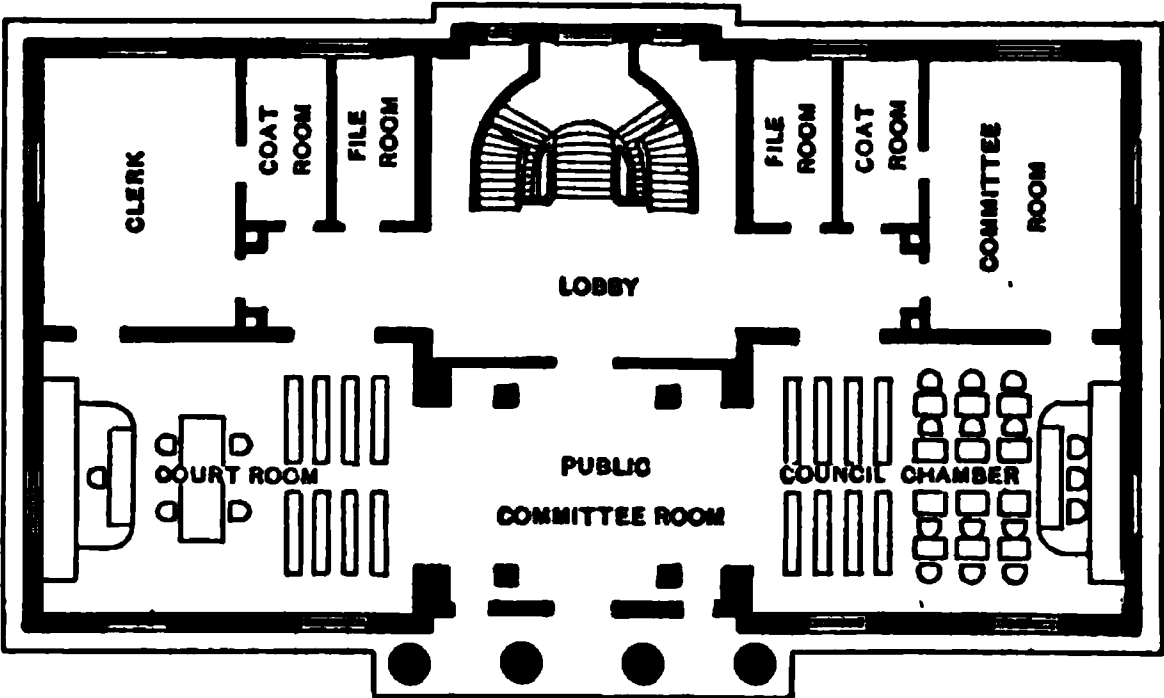 CLERK
COAT
ROOM
FILE
ROOM
FILE
ROOM
COAT
ROOM
COMMITTEE
ROOM
LOBBY
COURT ROOM
PUBLIC
COMMITTEE ROOM
COUNCIL CHAMBER